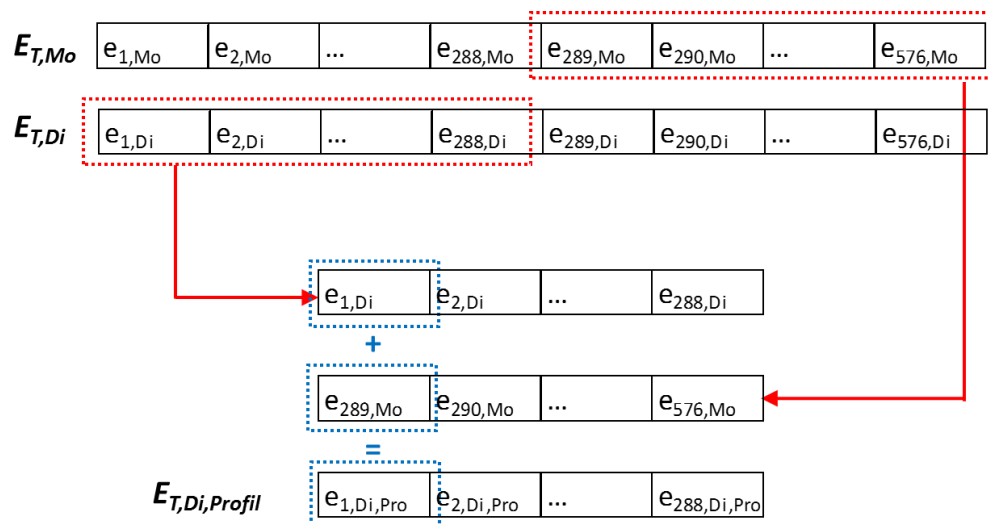 E_T,Mo e_1,Mo e_2,Mo ... e_288,Mo e_289,Mo e_290,Mo ... e_576,Mo
E_T,Di e_1,Di e_2,Di ... e_288,Di e_289,Di e_290,Di ... e_576,Di
e_1,Di e_2,Di ... e_288,Di
+
e_289,Mo e_290,Mo ... e_576,Mo
=
E_T,Di,Profil e_1,Di,Pro e_2,Di,Pro ... e_288,Di,Pro